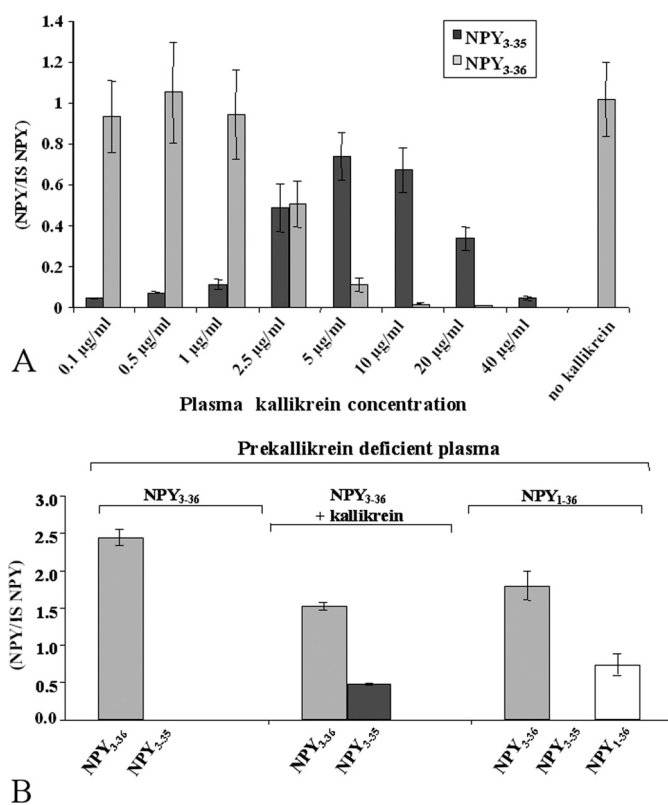 1.4
1.2
1
0.8
0.6
0.4
0.2
0
(NPY/IS NPY)
NPY₃₋₃₅
NPY₃₋₃₆
0.1 µg/ml
0.5 µg/ml
1 µg/ml
2.5 µg/ml
5 µg/ml
10 µg/ml
20 µg/ml
40 µg/ml
no kallikrein
A
Plasma kallikrein concentration
Prekallikrein deficient plasma
NPY₃₋₃₆
NPY₃₋₃₆
+ kallikrein
NPY₁₋₃₆
3.0
2.5
2.0
1.5
1.0
0.5
0.0
(NPY/IS NPY)
NPY₃₋₃₆
NPY₃₋₃₅
NPY₃₋₃₆
NPY₃₋₃₅
NPY₃₋₃₆
NPY₃₋₃₅
NPY₁₋₃₆
B